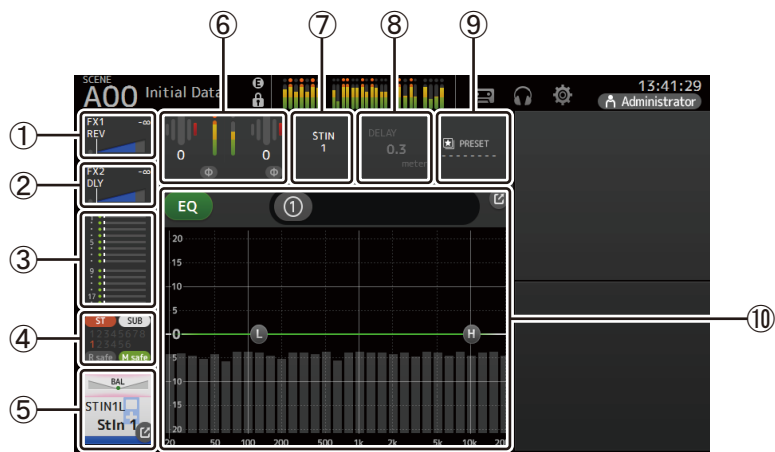 ⑥ ⑦ ⑧ ⑨
SCENE
A00 Initial Data
E
13:41:29
Administrator
①
FX1 -∞
REV
0 0
Φ Φ
STIN
1
DELAY
0.3
meter
PRESET
②
FX2 -∞
DLY
③
1
5
9
17
EQ ①
20
15
10
5
0
5
10
15
20
L H
20 50 100 200 500 1k 2k 5k 10k 20k
⑩
④
ST SUB
12345678
123456
R safe M safe
⑤
BAL
STIN1L
StIn 1